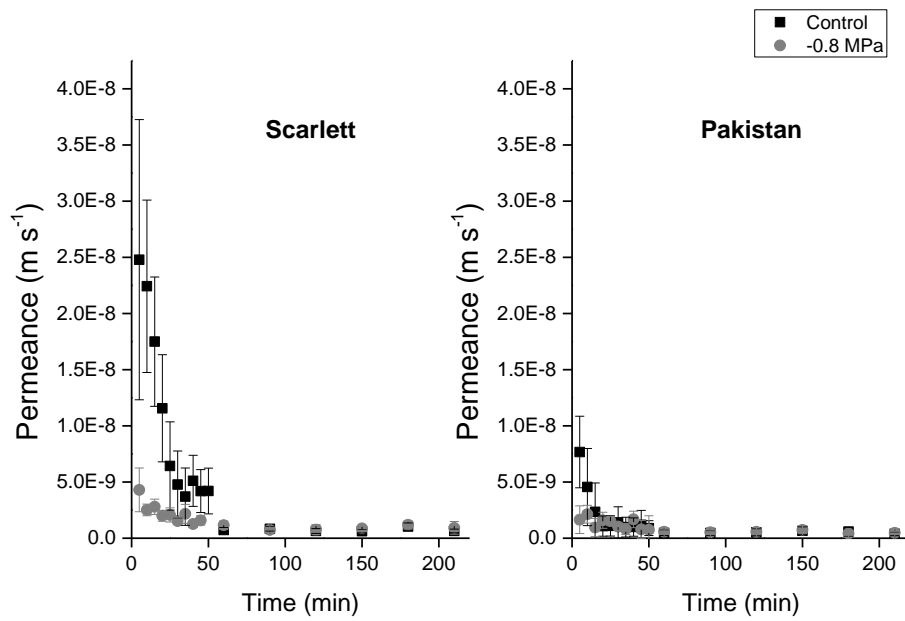 Control
-0.8 MPa
Scarlett
Permeance (m s⁻¹)
4.0E-8
3.5E-8
3.0E-8
2.5E-8
2.0E-8
1.5E-8
1.0E-8
5.0E-9
0.0
0 50 100 150 200
Time (min)
Pakistan
Permeance (m s⁻¹)
4.0E-8
3.5E-8
3.0E-8
2.5E-8
2.0E-8
1.5E-8
1.0E-8
5.0E-9
0.0
0 50 100 150 200
Time (min)